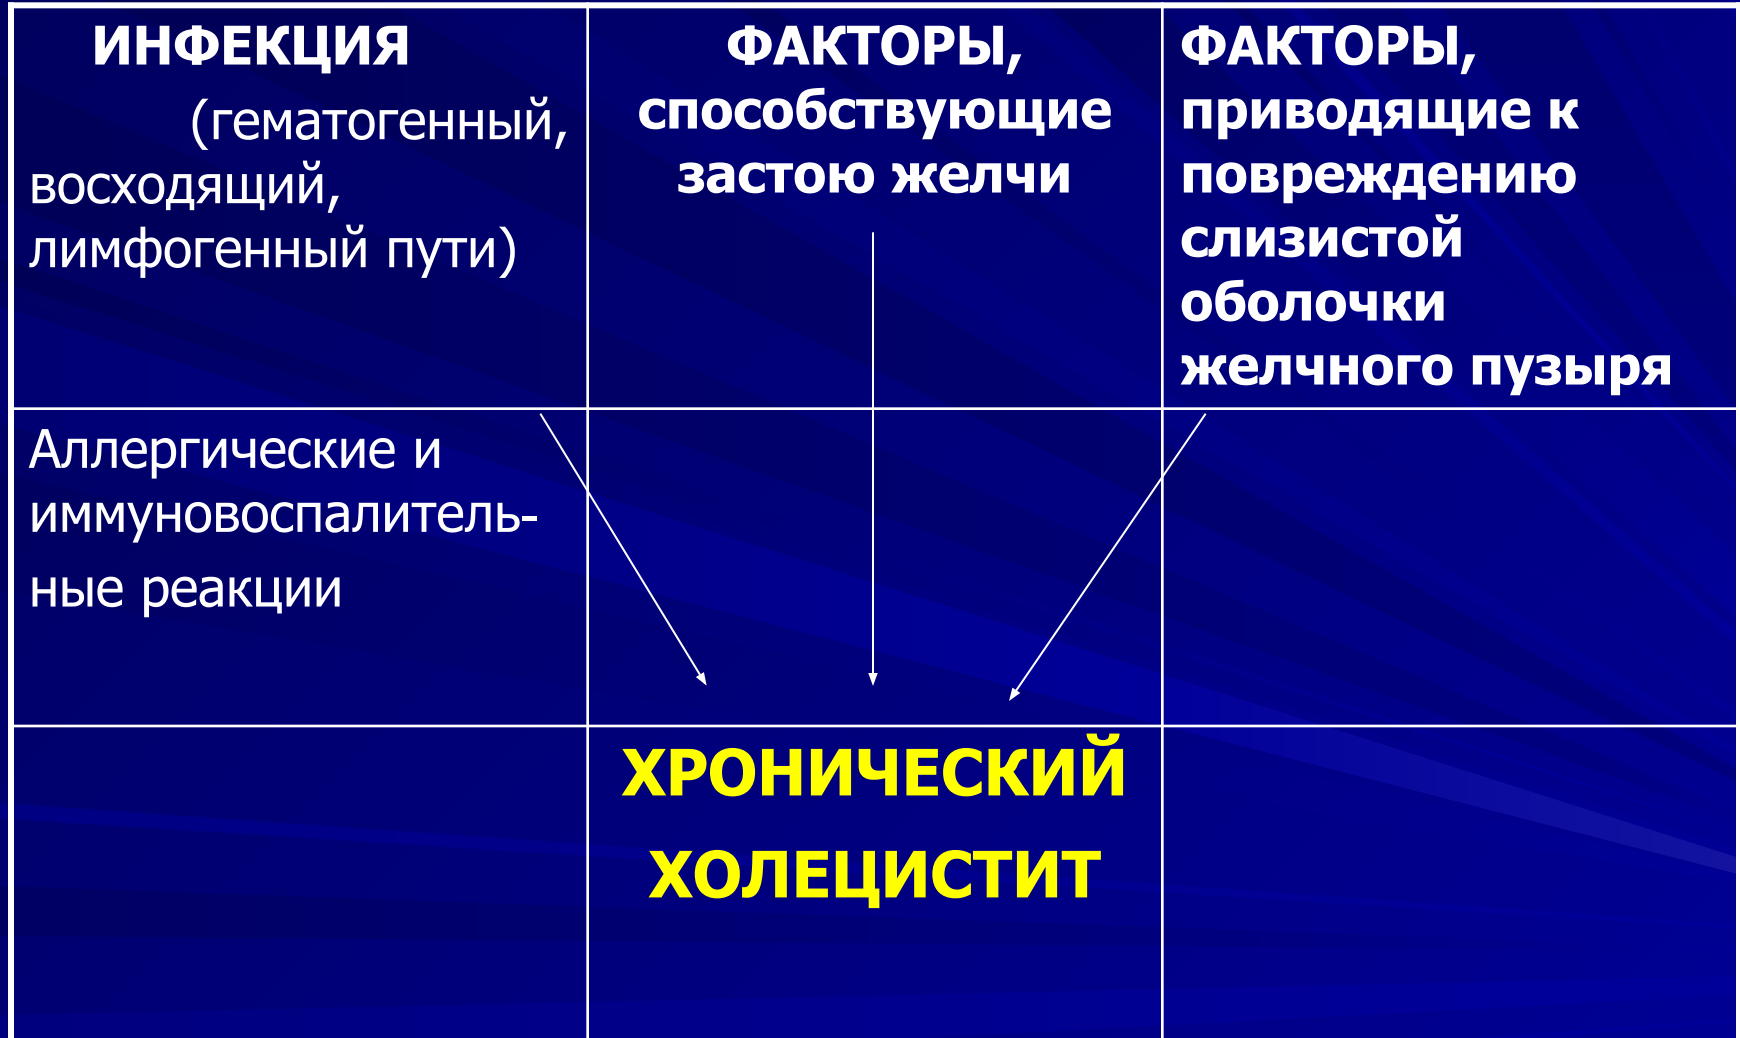 ИНФЕКЦИЯ
(гематогенный,
восходящий,
лимфогенный пути)
ФАКТОРЫ,
способствующие
застою желчи
ФАКТОРЫ,
приводящие к
повреждению
слизистой
оболочки
желчного пузыря
Аллергические и
иммуновоспалитель-
ные реакции
ХРОНИЧЕСКИЙ
ХОЛЕЦИСТИТ